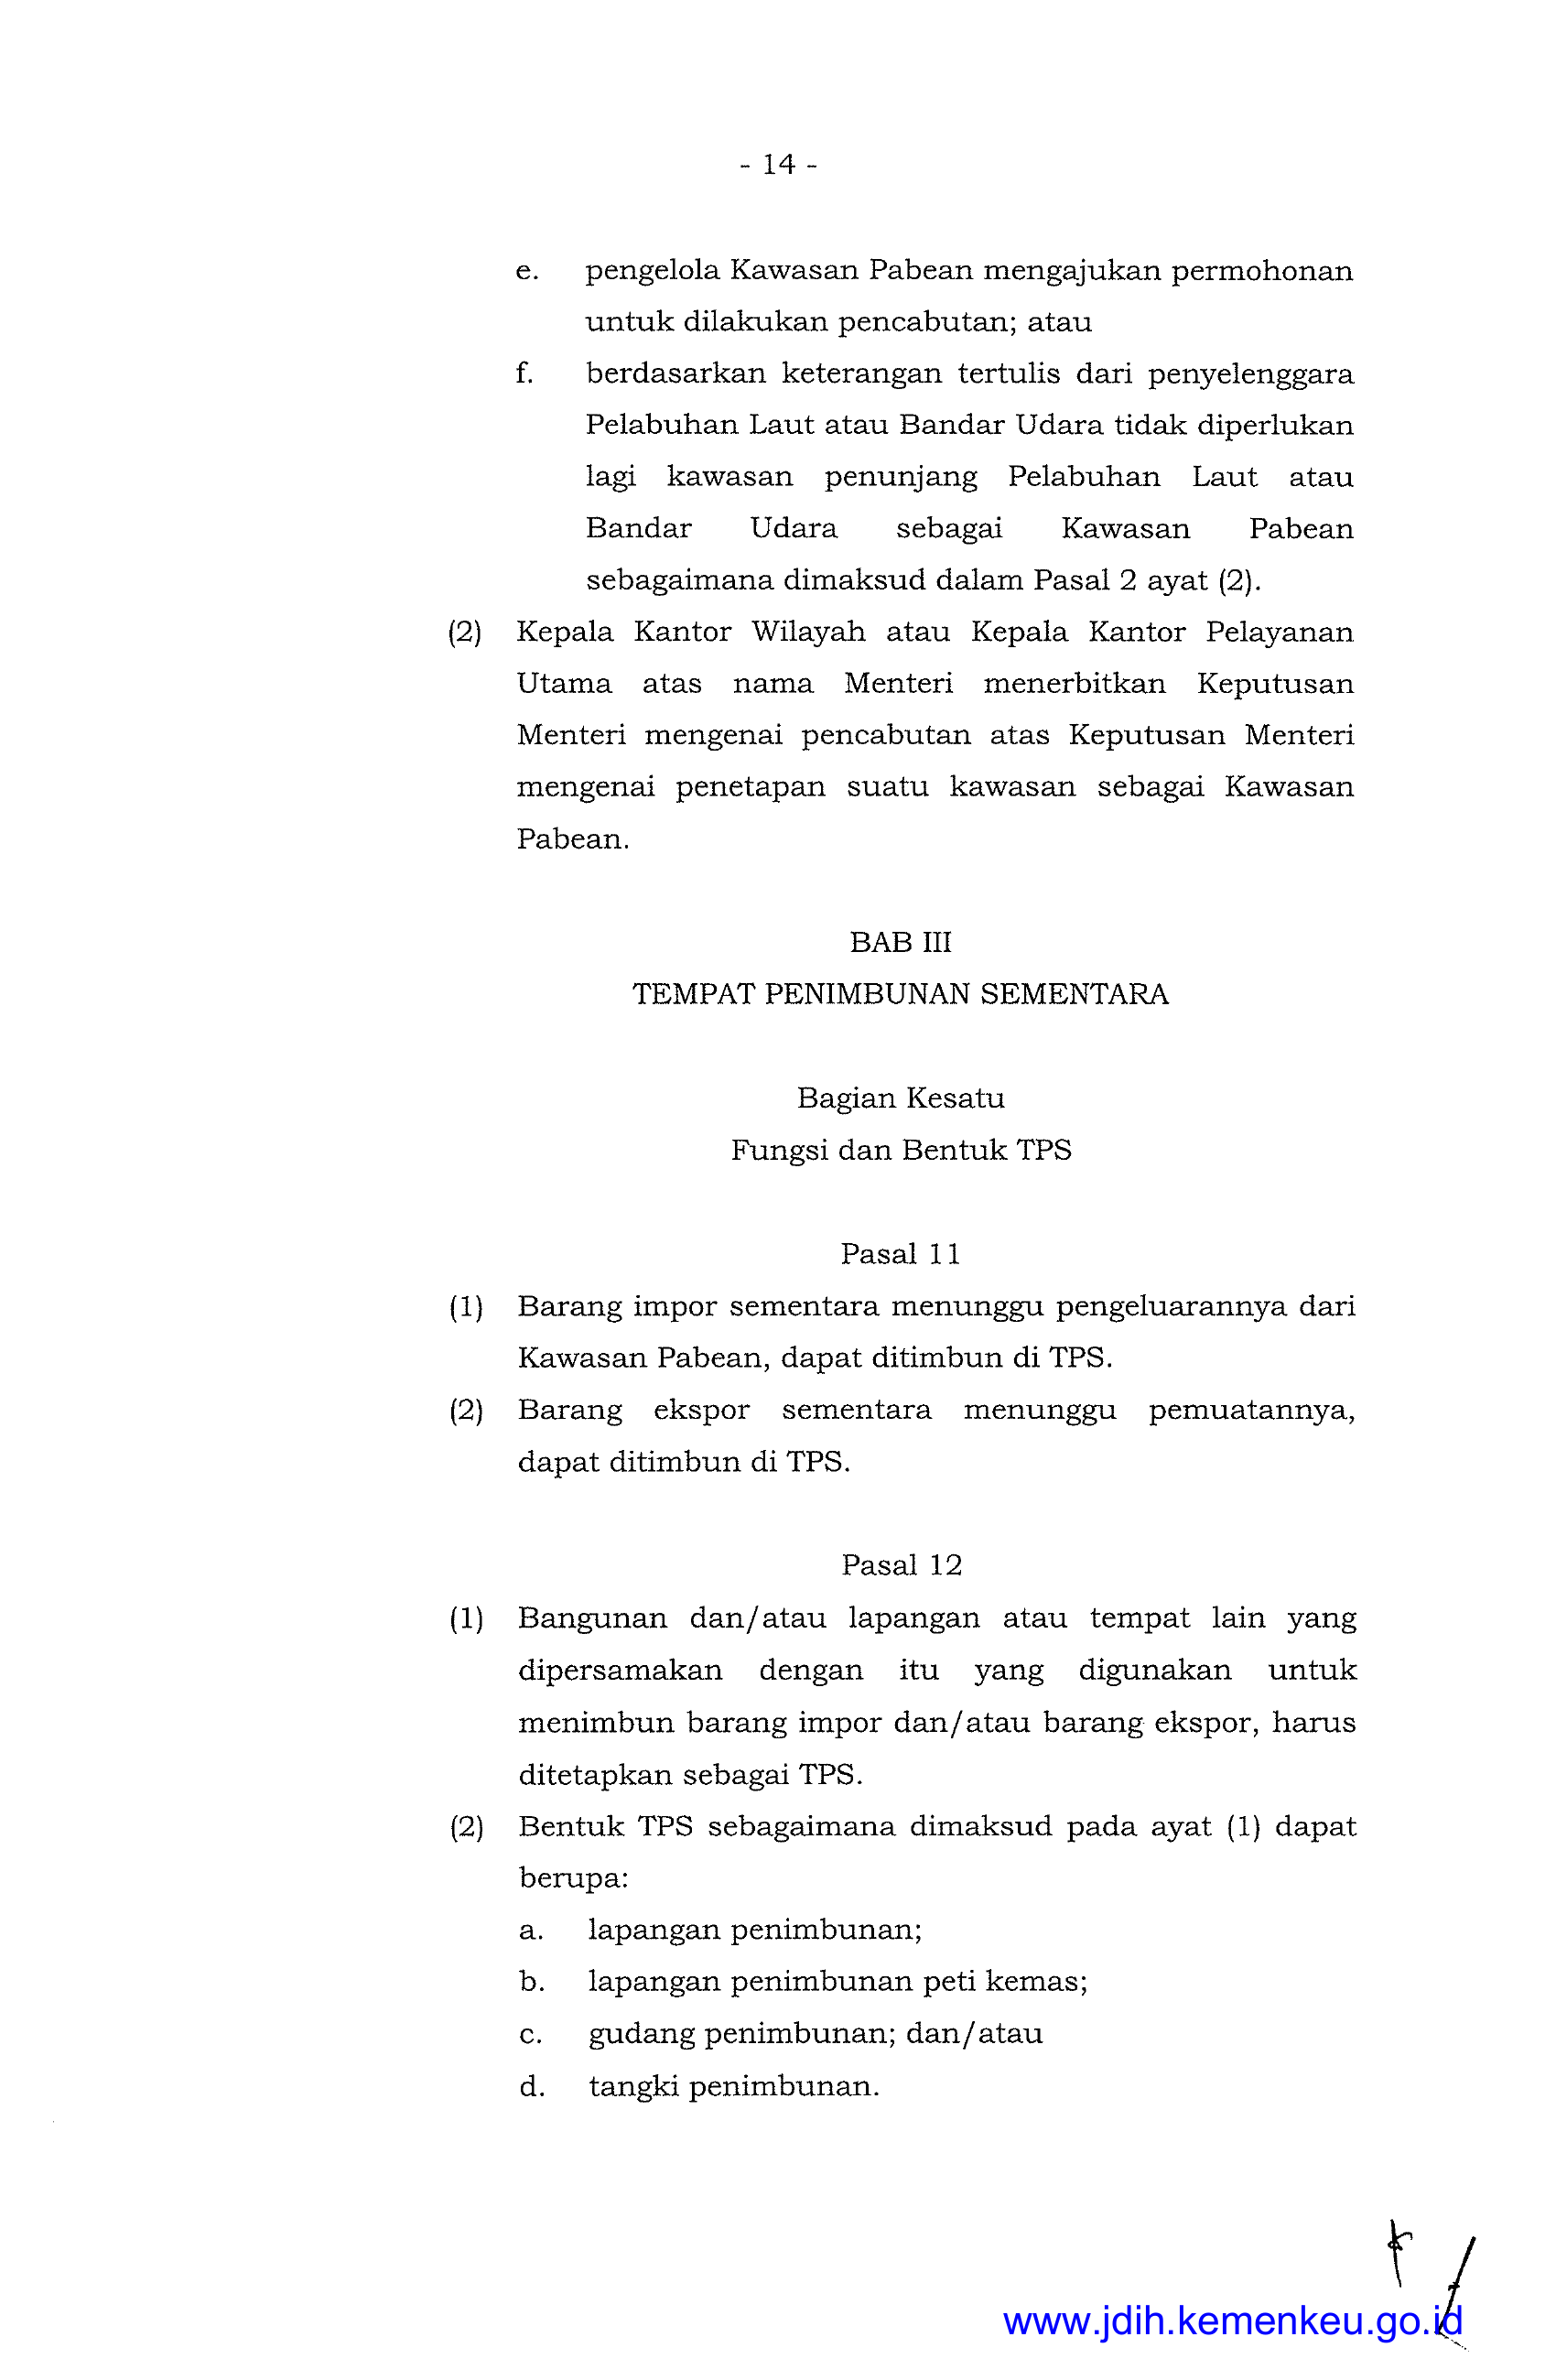 - 14 -
e. pengelola Kawasan Pabean mengajukan permohonan
untuk dilakukan pencabutan; atau
f. berdasarkan keterangan tertulis dari penyelenggara
Pelabuhan Laut atau Bandar Udara tidak diperlukan
lagi kawasan penunjang Pelabuhan Laut atau
Bandar Udara sebagai Kawasan Pabean
sebagaimana dimaksud dalam Pasal 2 ayat (2).
(2) Kepala Kantor Wilayah atau Kepala Kantor Pelayanan
Utama atas nama Menteri menerbitkan Keputusan
Menteri mengenai pencabutan atas Keputusan Menteri
mengenai penetapan suatu kawasan sebagai Kawasan
Pabean.
BAB III
TEMPAT PENIMBUNAN SEMENTARA
Bagian Kesatu
Fungsi dan Bentuk TPS
Pasal 11
(1) Barang impor sementara menunggu pengeluarannya dari
Kawasan Pabean, dapat ditimbun di TPS.
(2) Barang ekspor sementara menunggu pemuatannya,
dapat ditimbun di TPS.
Pasal 12
(1) Bangunan dan/atau lapangan atau tempat lain yang
dipersamakan dengan itu yang digunakan untuk
menimbun barang impor dan/atau barang ekspor, harus
ditetapkan sebagai TPS.
(2) Bentuk TPS sebagaimana dimaksud pada ayat (1) dapat
berupa:
a. lapangan penimbunan;
b. lapangan penimbunan peti kemas;
c. gudang penimbunan; dan/atau
d. tangki penimbunan.
www.jdih.kemenkeu.go.id